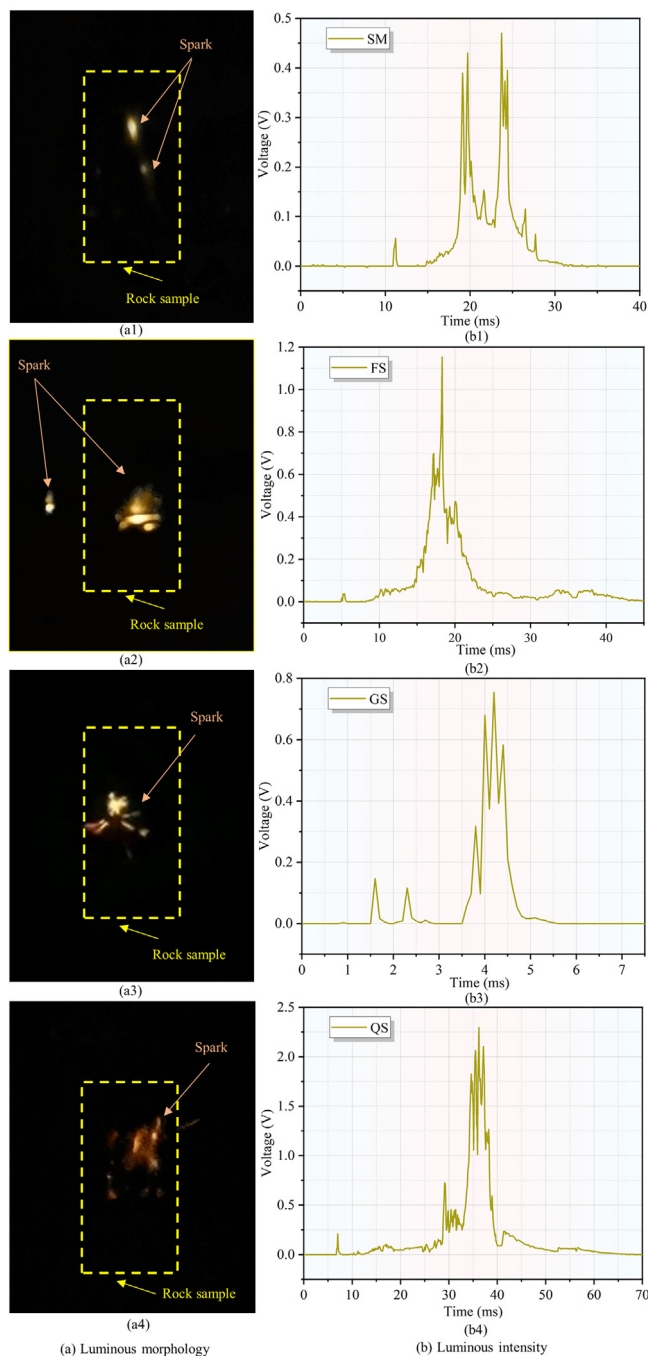 Spark
Rock sample
(a1)
SM
Voltage (V)
0.5
0.4
0.3
0.2
0.1
0.0
0
10
20
30
40
Time (ms)
(b1)
Spark
Rock sample
(a2)
FS
Voltage (V)
1.2
1.0
0.8
0.6
0.4
0.2
0.0
0
10
20
30
40
Time (ms)
(b2)
Spark
Rock sample
(a3)
GS
Voltage (V)
0.8
0.6
0.4
0.2
0.0
0
1
2
3
4
5
6
7
Time (ms)
(b3)
Spark
Rock sample
(a4)
QS
Voltage (V)
2.5
2.0
1.5
1.0
0.5
0.0
0
10
20
30
40
50
60
70
Time (ms)
(b4)
(a) Luminous morphology
(b) Luminous intensity